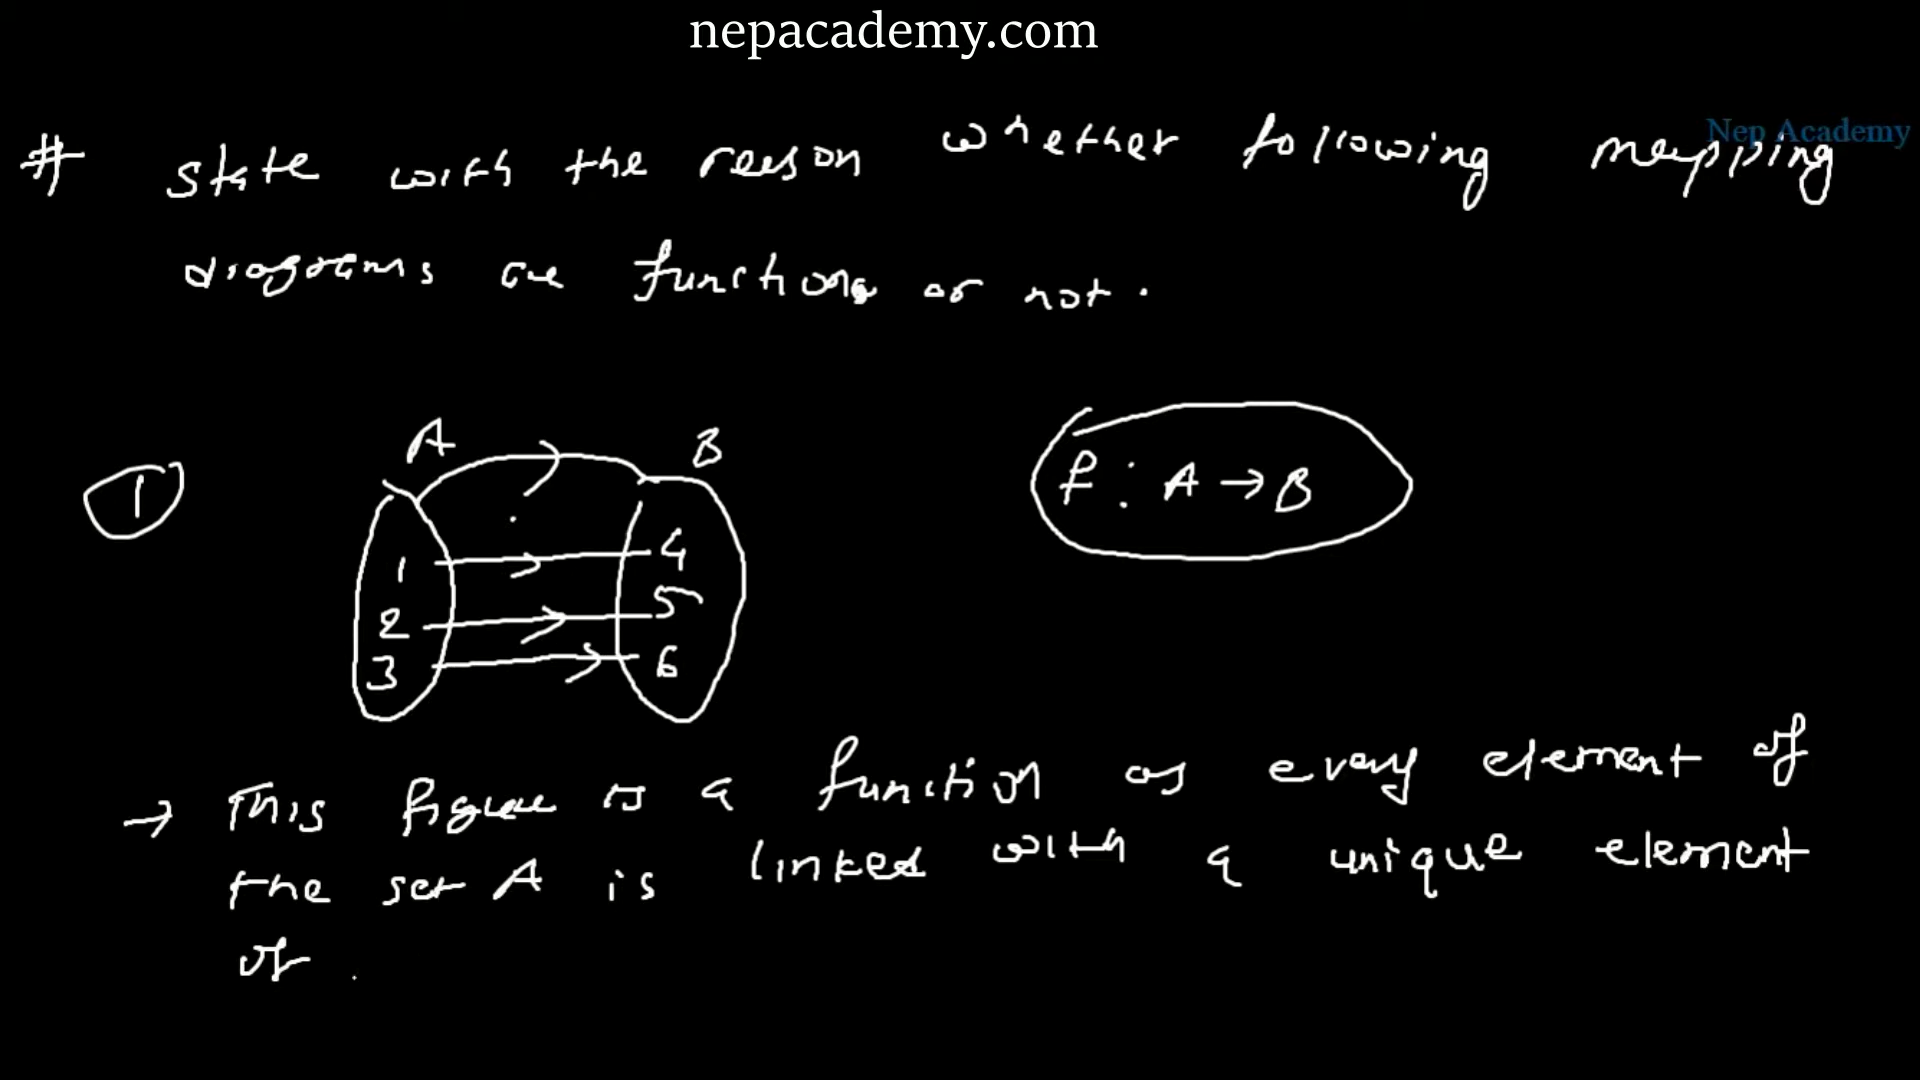 nepacademy.com
Nep Academy
# state with the reason whether following mapping
diagrams are functions or not.
1
A B
f : A → B
1 4
2 5
3 6
→ This figure is a function as every element of
the set A is linked with a unique element
of